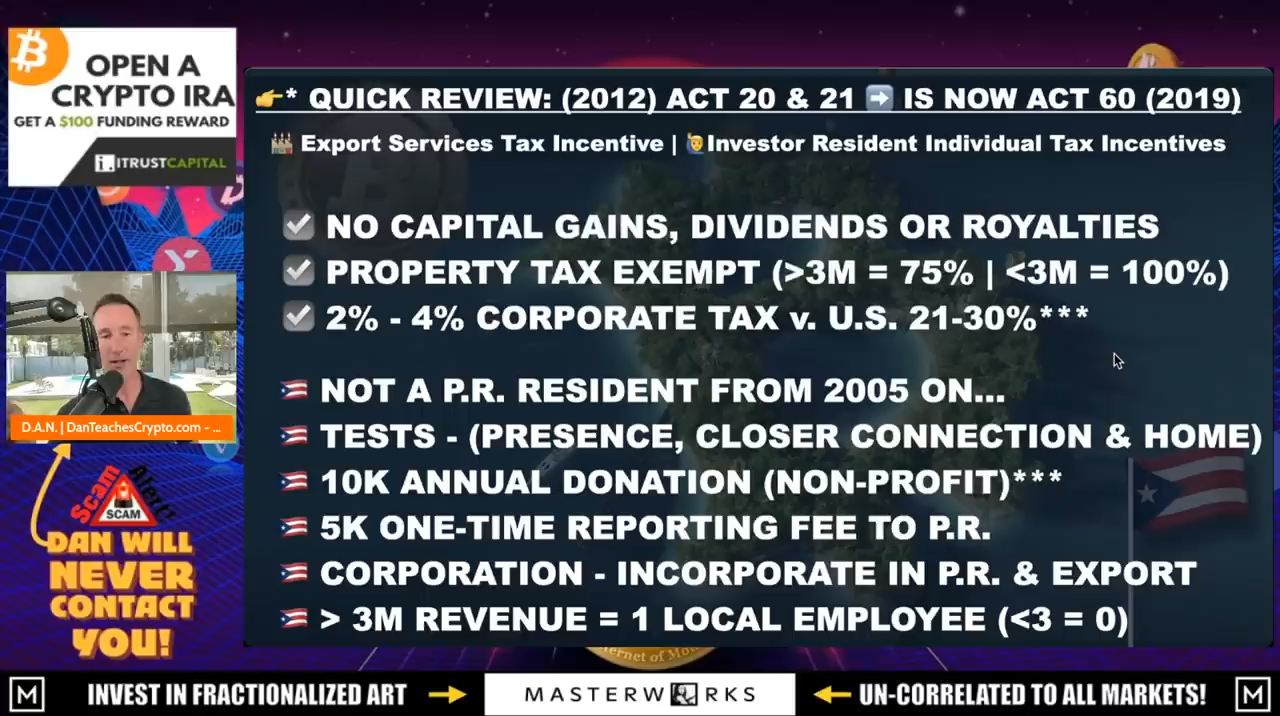 OPEN A
CRYPTO IRA
GET A $100 FUNDING REWARD
ITRUSTCAPITAL
👉* QUICK REVIEW: (2012) ACT 20 & 21 ➡️ IS NOW ACT 60 (2019)
Export Services Tax Incentive | 🙋‍♂️Investor Resident Individual Tax Incentives
NO CAPITAL GAINS, DIVIDENDS OR ROYALTIES
PROPERTY TAX EXEMPT (>3M = 75% | <3M = 100%)
2% - 4% CORPORATE TAX v. U.S. 21-30%***
NOT A P.R. RESIDENT FROM 2005 ON...
TESTS - (PRESENCE, CLOSER CONNECTION & HOME)
10K ANNUAL DONATION (NON-PROFIT)***
5K ONE-TIME REPORTING FEE TO P.R.
CORPORATION - INCORPORATE IN P.R. & EXPORT
> 3M REVENUE = 1 LOCAL EMPLOYEE (<3 = 0)
D.A.N. | DanTeachesCrypto.com - ...
Scam Alert!
SCAM
DAN WILL
NEVER
CONTACT
YOU!
M
INVEST IN FRACTIONALIZED ART
MASTERWORKS
UN-CORRELATED TO ALL MARKETS!
M